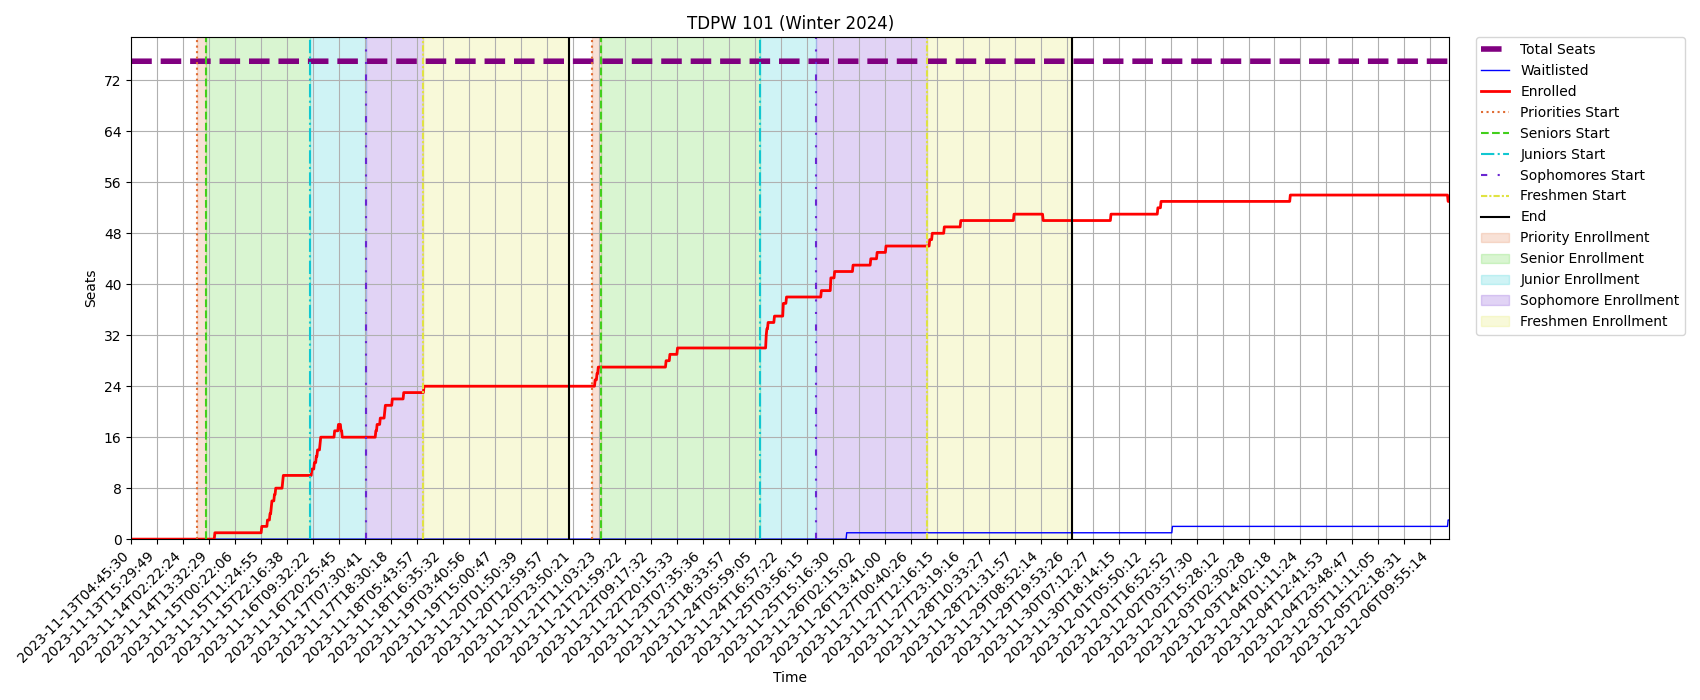 TDPW 101 (Winter 2024)
Seats
72
64
56
48
40
32
24
16
8
0
2023-11-13T04:45:30
2023-11-13T15:29:49
2023-11-14T02:22:24
2023-11-14T13:32:29
2023-11-15T00:22:06
2023-11-15T11:24:55
2023-11-15T22:16:38
2023-11-16T09:32:22
2023-11-16T20:25:45
2023-11-17T07:30:41
2023-11-17T18:30:18
2023-11-18T05:43:57
2023-11-18T16:35:32
2023-11-19T03:40:56
2023-11-19T15:00:47
2023-11-20T01:50:39
2023-11-20T12:59:57
2023-11-20T23:50:21
2023-11-21T11:03:23
2023-11-21T21:59:22
2023-11-22T09:17:32
2023-11-22T20:15:33
2023-11-23T07:35:36
2023-11-23T18:33:57
2023-11-24T05:59:05
2023-11-24T16:57:22
2023-11-25T03:56:15
2023-11-25T15:16:30
2023-11-26T02:15:02
2023-11-26T13:41:00
2023-11-27T00:40:26
2023-11-27T12:16:15
2023-11-27T23:19:16
2023-11-28T10:33:27
2023-11-28T21:31:57
2023-11-29T08:52:14
2023-11-29T19:53:26
2023-11-30T07:12:27
2023-11-30T18:14:15
2023-12-01T05:50:12
2023-12-01T16:52:52
2023-12-02T03:57:30
2023-12-02T15:28:12
2023-12-03T02:30:28
2023-12-03T14:02:18
2023-12-04T01:11:24
2023-12-04T12:41:53
2023-12-04T23:48:47
2023-12-05T11:11:05
2023-12-05T22:18:31
2023-12-06T09:55:14
Time
Total Seats
Waitlisted
Enrolled
Priorities Start
Seniors Start
Juniors Start
Sophomores Start
Freshmen Start
End
Priority Enrollment
Senior Enrollment
Junior Enrollment
Sophomore Enrollment
Freshmen Enrollment